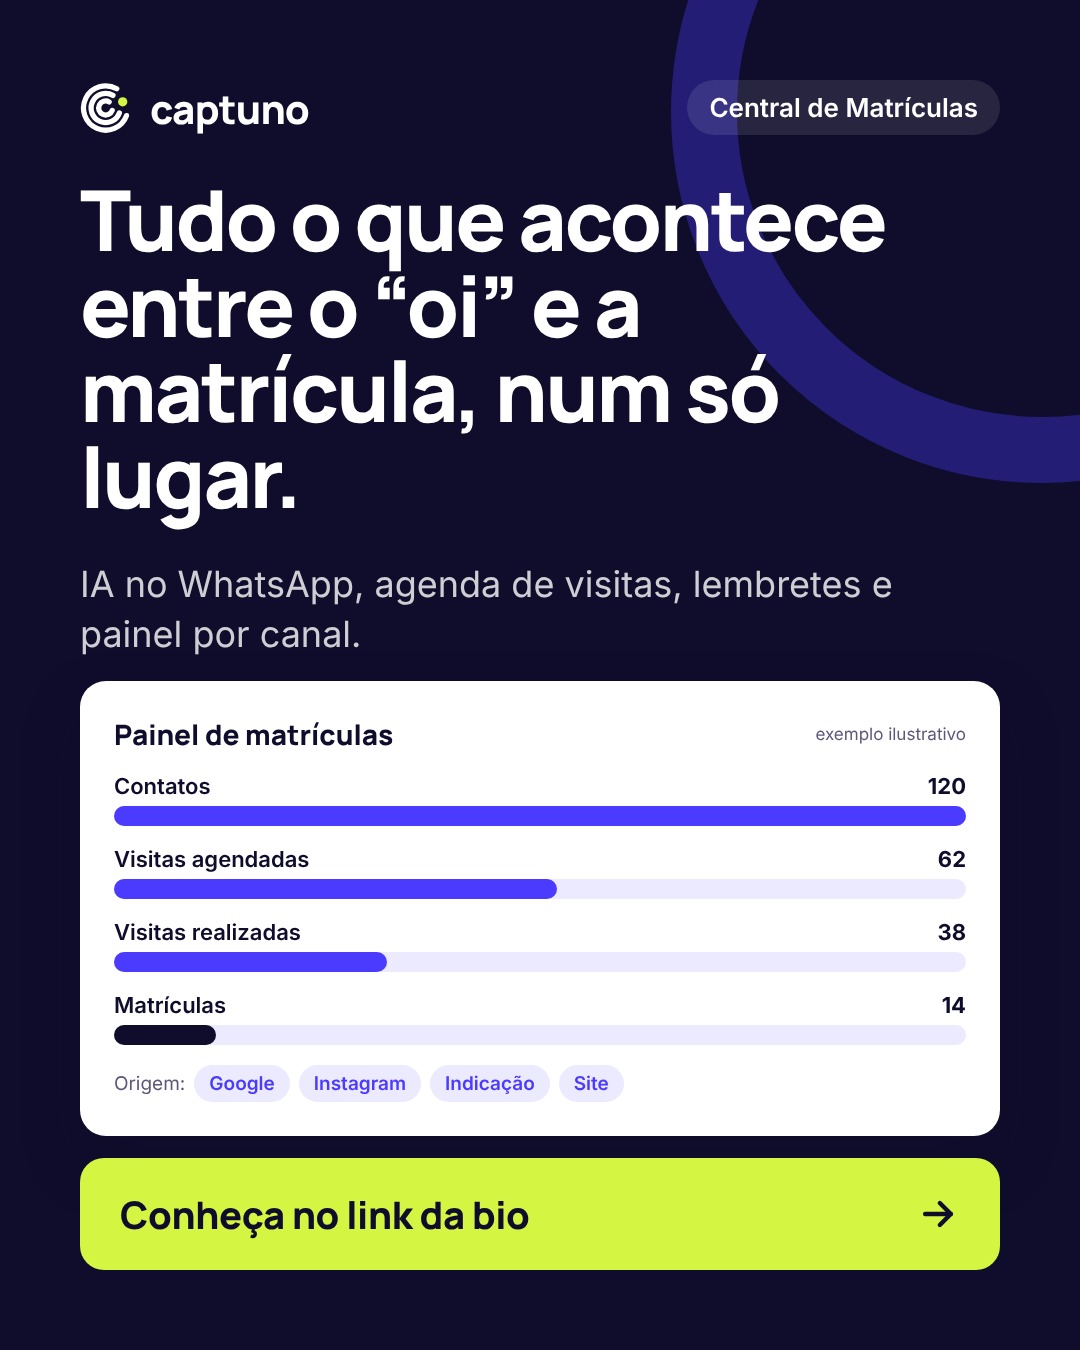 captuno
Central de Matrículas
Tudo o que acontece
entre o “oi” e a
matrícula, num só
lugar.
IA no WhatsApp, agenda de visitas, lembretes e
painel por canal.
Painel de matrículas
exemplo ilustrativo
Contatos 120
Visitas agendadas 62
Visitas realizadas 38
Matrículas 14
Origem: Google Instagram Indicação Site
Conheça no link da bio →